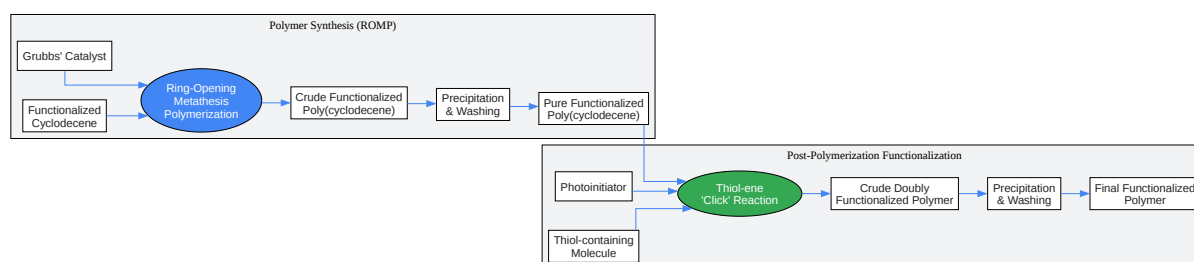 Polymer Synthesis (ROMP)
Grubbs' Catalyst
Functionalized
Cyclodecene
Ring-Opening
Metathesis
Polymerization
Crude Functionalized
Poly(cyclodecene)
Precipitation
& Washing
Pure Functionalized
Poly(cyclodecene)
Post-Polymerization Functionalization
Photoinitiator
Thiol-containing
Molecule
Thiol-ene
'Click' Reaction
Crude Doubly
Functionalized Polymer
Precipitation
& Washing
Final Functionalized
Polymer